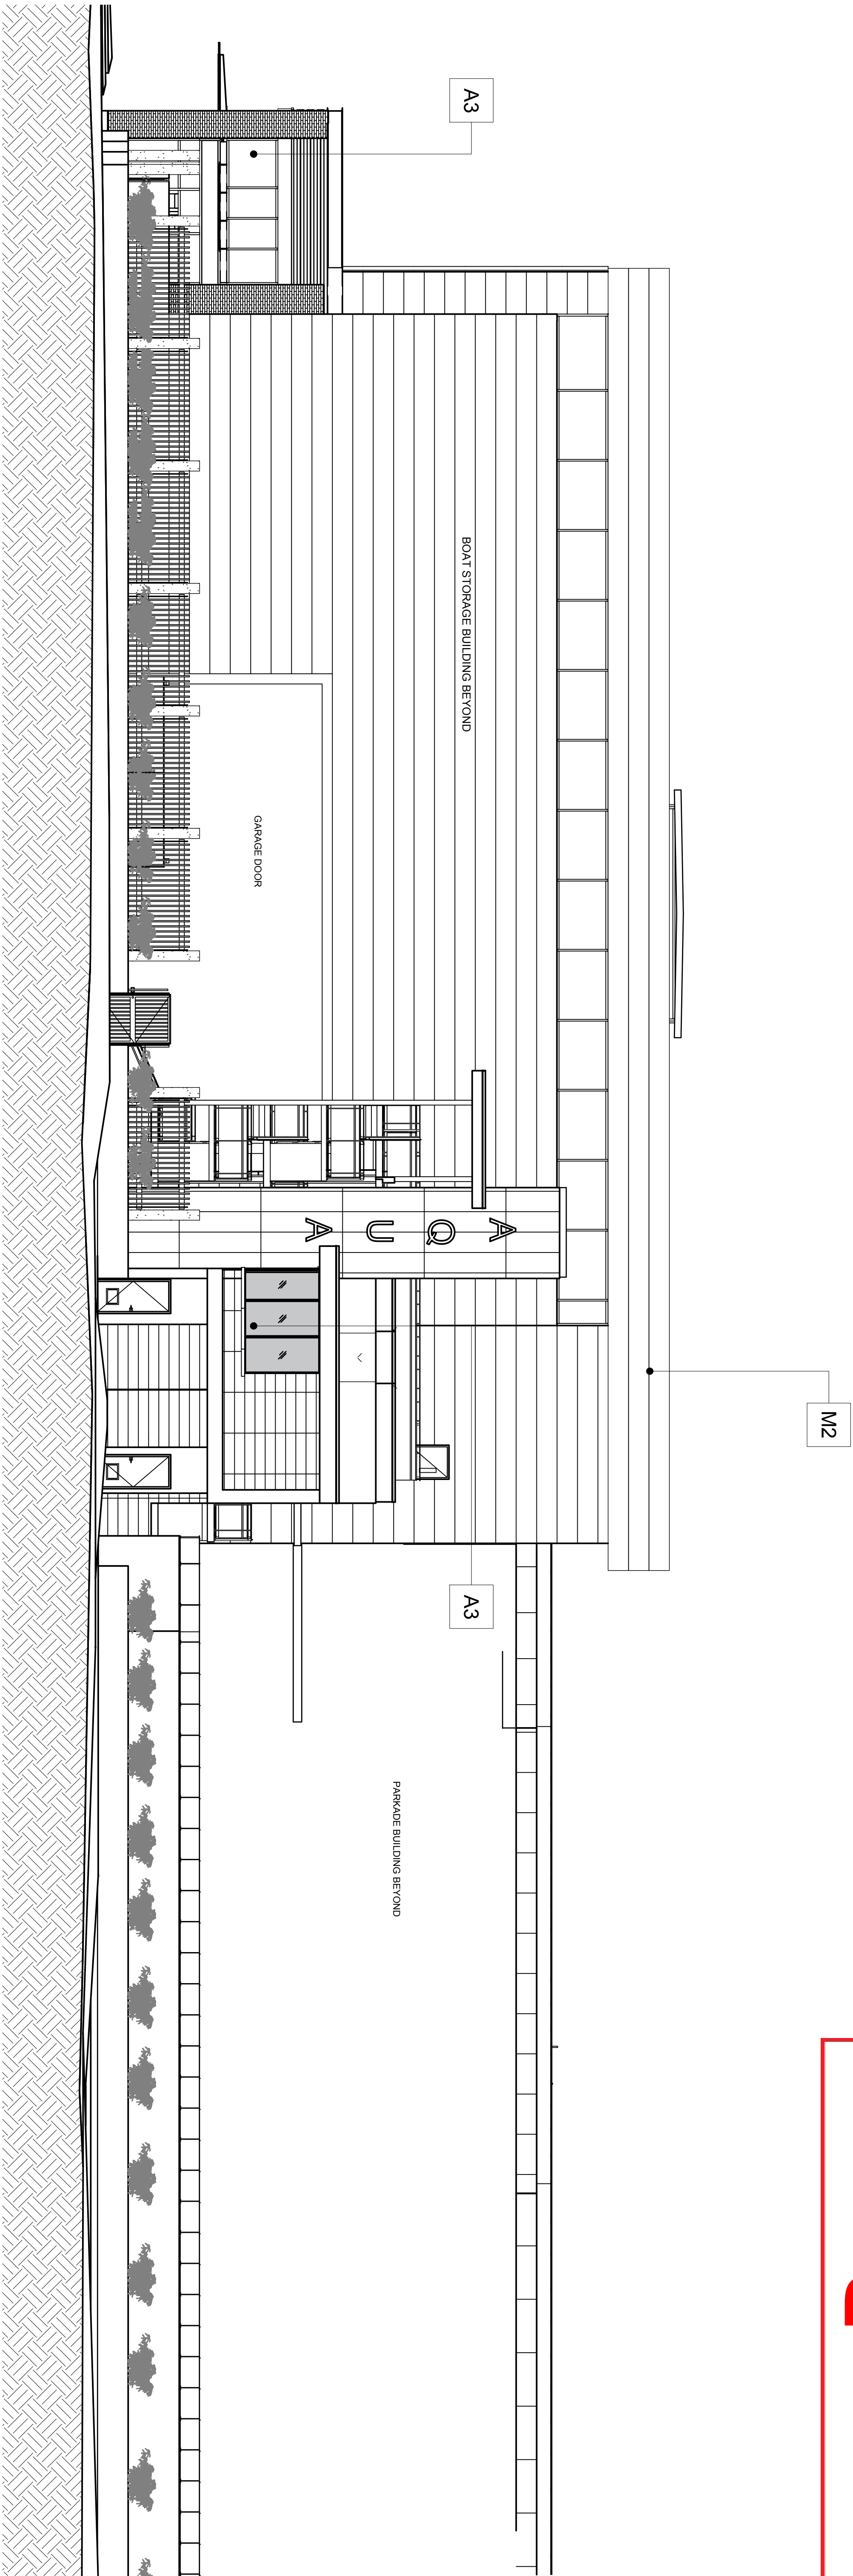 M2
A3
A3
BOAT STORAGE BUILDING BEYOND
AQUA
PARKADE BUILDING BEYOND
GARAGE DOOR